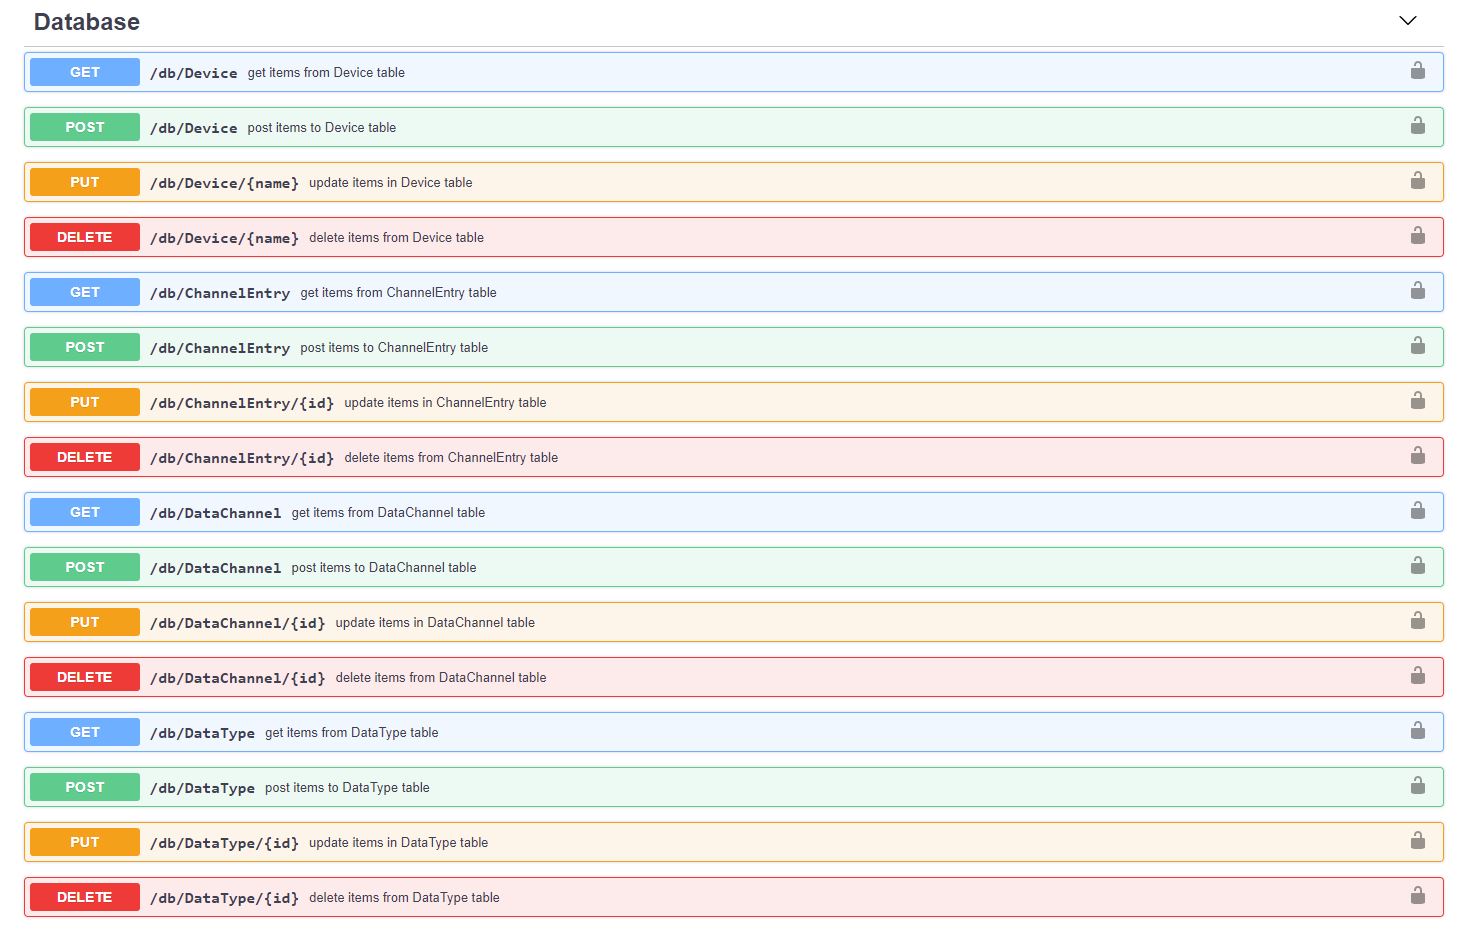 Database
GET /db/Device get items from Device table
POST /db/Device post items to Device table
PUT /db/Device/{name} update items in Device table
DELETE /db/Device/{name} delete items from Device table
GET /db/ChannelEntry get items from ChannelEntry table
POST /db/ChannelEntry post items to ChannelEntry table
PUT /db/ChannelEntry/{id} update items in ChannelEntry table
DELETE /db/ChannelEntry/{id} delete items from ChannelEntry table
GET /db/DataChannel get items from DataChannel table
POST /db/DataChannel post items to DataChannel table
PUT /db/DataChannel/{id} update items in DataChannel table
DELETE /db/DataChannel/{id} delete items from DataChannel table
GET /db/DataType get items from DataType table
POST /db/DataType post items to DataType table
PUT /db/DataType/{id} update items in DataType table
DELETE /db/DataType/{id} delete items from DataType table